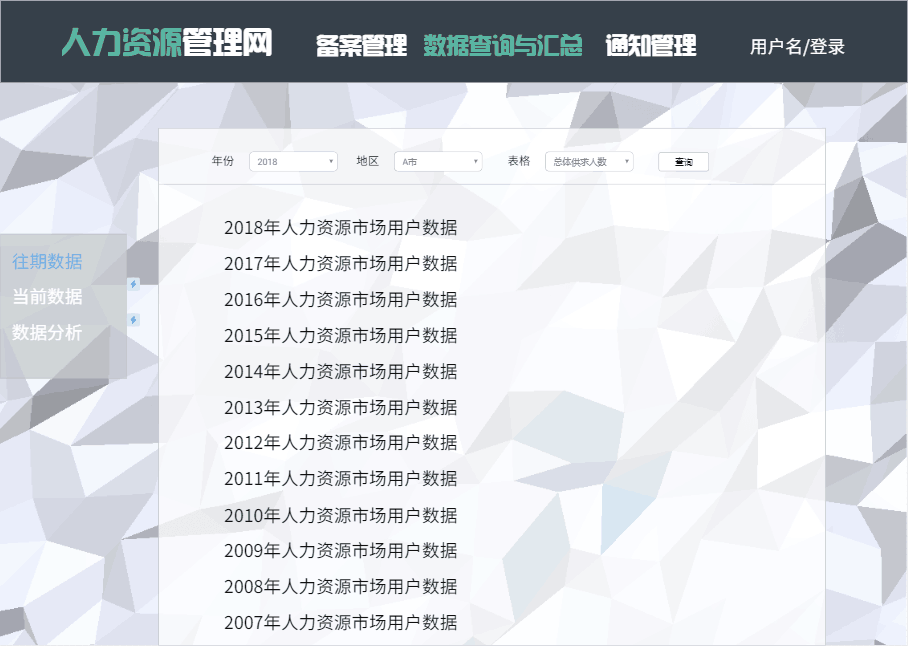 人力资源管理网 备案管理 数据查询与汇总 通知管理 用户名/登录
年份 2018 地区 A市 表格 总体供求人数 查询
往期数据
当前数据
数据分析
2018年人力资源市场用户数据
2017年人力资源市场用户数据
2016年人力资源市场用户数据
2015年人力资源市场用户数据
2014年人力资源市场用户数据
2013年人力资源市场用户数据
2012年人力资源市场用户数据
2011年人力资源市场用户数据
2010年人力资源市场用户数据
2009年人力资源市场用户数据
2008年人力资源市场用户数据
2007年人力资源市场用户数据